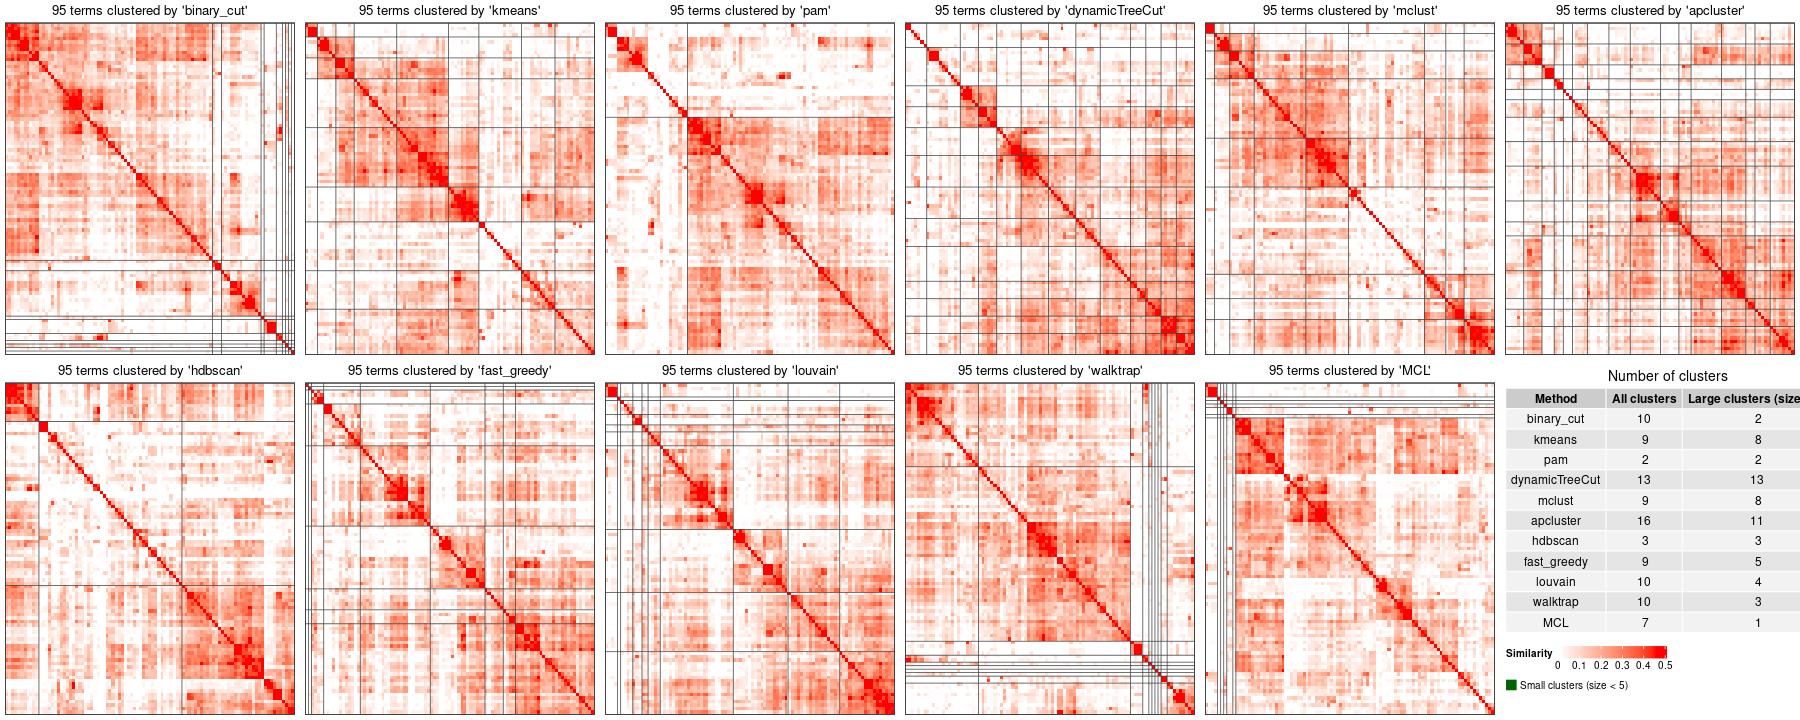 95 terms clustered by 'binary_cut'
95 terms clustered by 'kmeans'
95 terms clustered by 'pam'
95 terms clustered by 'dynamicTreeCut'
95 terms clustered by 'mclust'
95 terms clustered by 'apcluster'
95 terms clustered by 'hdbscan'
95 terms clustered by 'fast_greedy'
95 terms clustered by 'louvain'
95 terms clustered by 'walktrap'
95 terms clustered by 'MCL'
Number of clusters
Method All clusters Large clusters (size
binary_cut 10 2
kmeans 9 8
pam 2 2
dynamicTreeCut 13 13
mclust 9 8
apcluster 16 11
hdbscan 3 3
fast_greedy 9 5
louvain 10 4
walktrap 10 3
MCL 7 1
Similarity
0 0.1 0.2 0.3 0.4 0.5
Small clusters (size < 5)